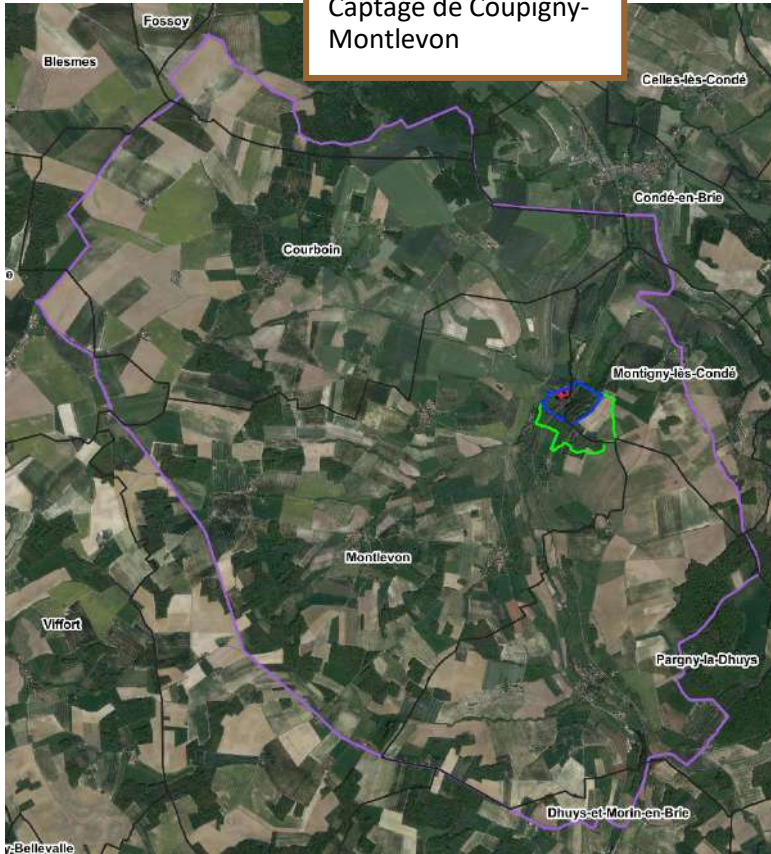 Captage de Coupigny-
Montlevon
Fossoy
Blesmes
Celles-lès-Condé
Condé-en-Brie
Courboin
e
Montigny-lès-Condé
Montlevon
Viffort
Pargny-la-Dhuys
Dhuys-et-Morin-en-Brie
y-Bellevalle